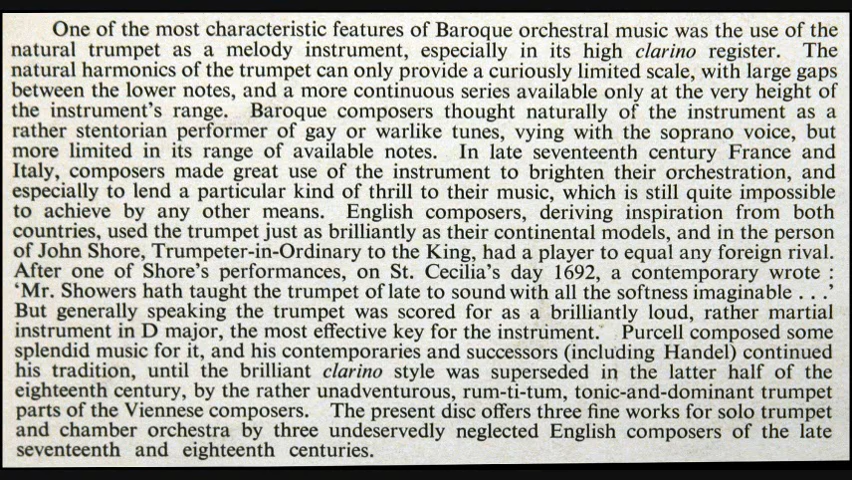 One of the most characteristic features of Baroque orchestral music was the use of the
natural trumpet as a melody instrument, especially in its high clarino register. The
natural harmonics of the trumpet can only provide a curiously limited scale, with large gaps
between the lower notes, and a more continuous series available only at the very height of
the instrument's range. Baroque composers thought naturally of the instrument as a
rather stentorian performer of gay or warlike tunes, vying with the soprano voice, but
more limited in its range of available notes. In late seventeenth century France and
Italy, composers made great use of the instrument to brighten their orchestration, and
especially to lend a particular kind of thrill to their music, which is still quite impossible
to achieve by any other means. English composers, deriving inspiration from both
countries, used the trumpet just as brilliantly as their continental models, and in the person
of John Shore, Trumpeter-in-Ordinary to the King, had a player to equal any foreign rival.
After one of Shore's performances, on St. Cecilia's day 1692, a contemporary wrote :
‘Mr. Showers hath taught the trumpet of late to sound with all the softness imaginable . . .’
But generally speaking the trumpet was scored for as a brilliantly loud, rather martial
instrument in D major, the most effective key for the instrument. Purcell composed some
splendid music for it, and his contemporaries and successors (including Handel) continued
his tradition, until the brilliant clarino style was superseded in the latter half of the
eighteenth century, by the rather unadventurous, rum-ti-tum, tonic-and-dominant trumpet
parts of the Viennese composers. The present disc offers three fine works for solo trumpet
and chamber orchestra by three undeservedly neglected English composers of the late
seventeenth and eighteenth centuries.